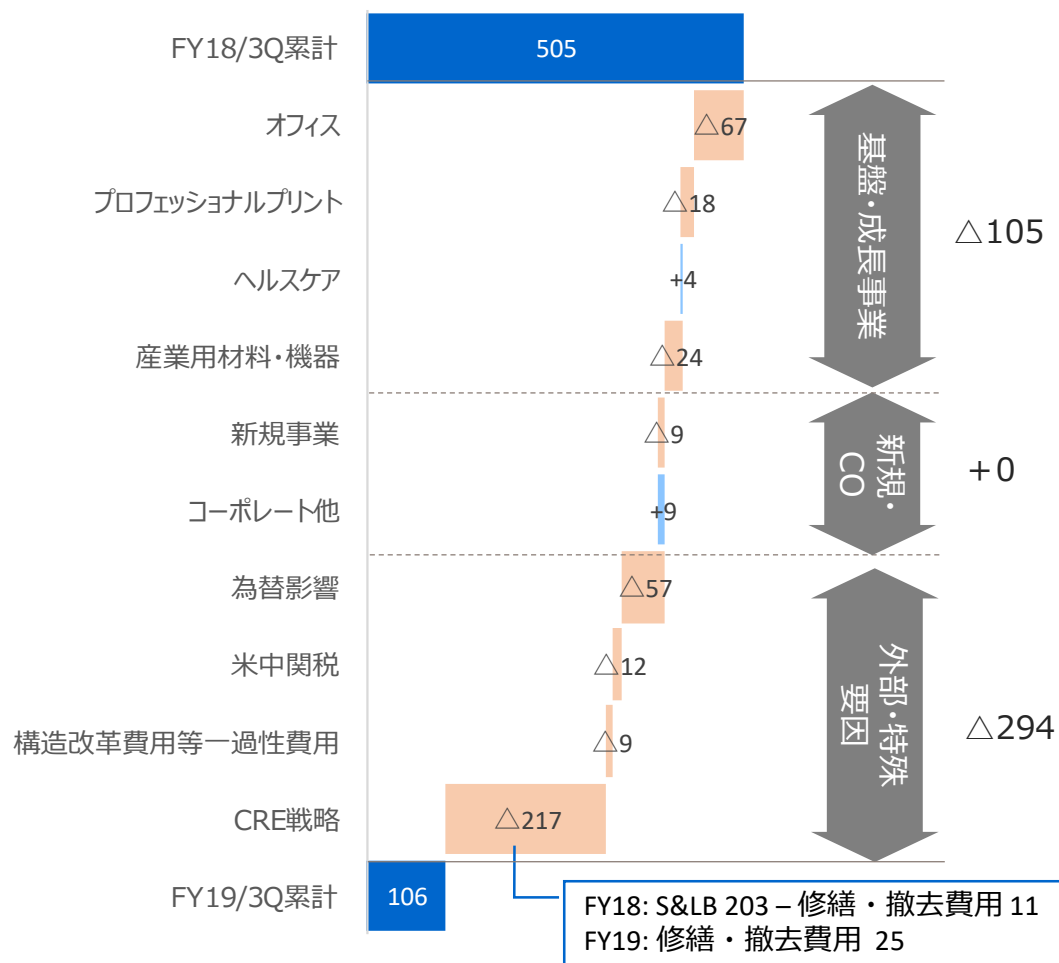 FY18/3Q累計
505
オフィス
△67
プロフェッショナルプリント
△18
ヘルスケア
+4
産業用材料・機器
△24
基盤・成長事業
△105
新規事業
△9
コーポレート他
+9
新規・
CO
+0
為替影響
△57
米中関税
△12
構造改革費用等一過性費用
△9
CRE戦略
△217
外部・特殊
要因
△294
FY19/3Q累計
106
FY18: S&LB 203 – 修繕・撤去費用 11
FY19: 修繕・撤去費用 25